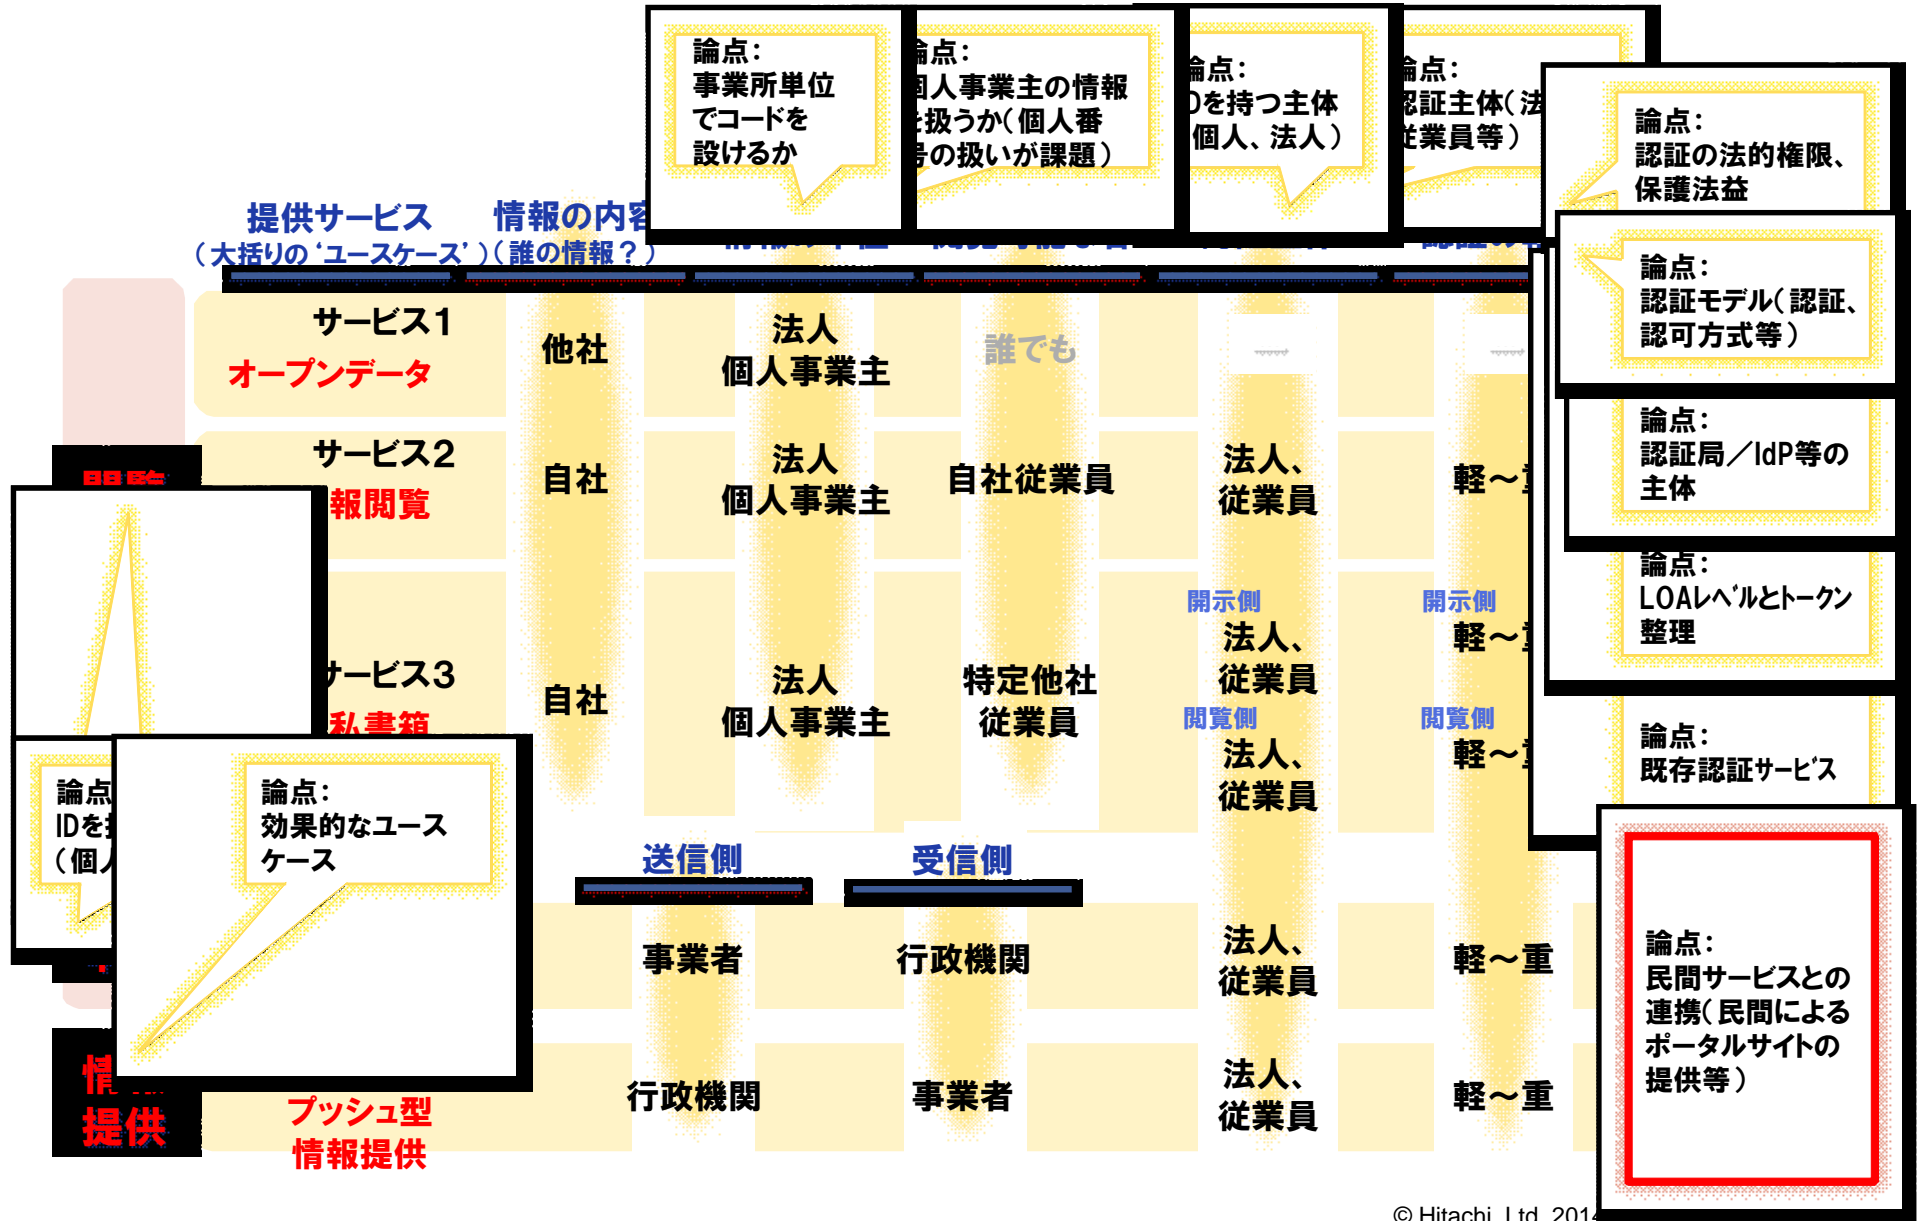 論点：
事業所単位
でコードを
設けるか
論点：
個人事業主の情報
を扱うか（個人番
号の扱いが課題）
論点：
IDを持つ主体
個人、法人）
論点：
認証主体（法
従業員等）
論点：
認証の法的権限、
保護法益
論点：
認証モデル（認証、
認可方式等）
論点：
認証局／IdP等の
主体
論点：
LOAレベルとトークン
整理
論点：
既存認証サービス
論点：
民間サービスとの
連携（民間による
ポータルサイトの
提供等）
提供サービス
（大括りの‘ユースケース’）
情報の内容
（誰の情報？）
サービス1
オープンデータ
他社
法人
個人事業主
誰でも
サービス2
報閲覧
自社
法人
個人事業主
自社従業員
法人、
従業員
軽～重
閲覧
サービス3
私書箱
自社
法人
個人事業主
特定他社
従業員
開示側
法人、
従業員
閲覧側
法人、
従業員
開示側
軽～重
閲覧側
軽～重
論点
IDを
（個人
論点：
効果的なユース
ケース
送信側
受信側
事業者
行政機関
法人、
従業員
軽～重
情報
提供
プッシュ型
情報提供
行政機関
事業者
法人、
従業員
軽～重
© Hitachi, Ltd. 2014